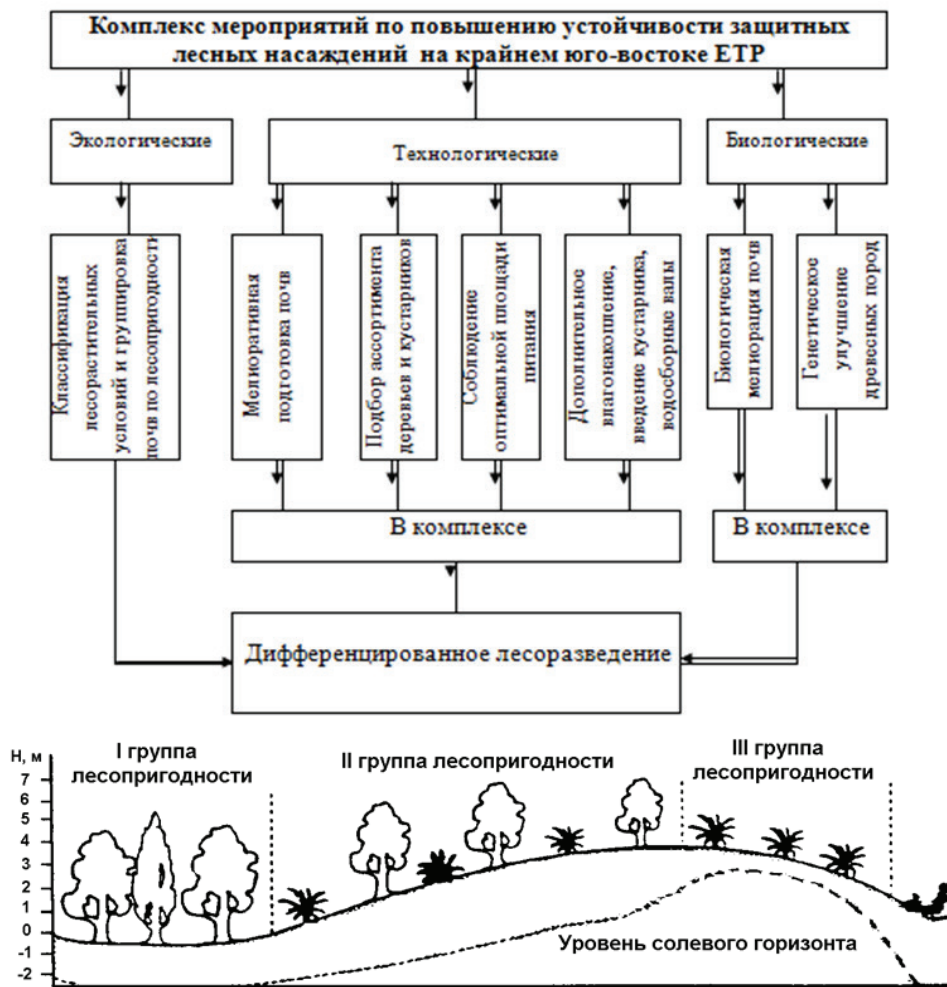 Комплекс мероприятий по повышению устойчивости защитных
лесных насаждений на крайнем юго-востоке ЕТР
Экологические
Технологические
Биологические
Классификация
лесорастительных
условий и группировка
почв по лесопригодности
Мелиоративная
подготовка почв
Подбор ассортимента
деревьев и кустарников
Соблюдение
оптимальной площади
питания
Дополнительное
влагонакопление,
введение кустарника,
водосборные валы
Биологическая
мелиорация почв
Генетическое
улучшение
древесных пород
В комплексе
В комплексе
Дифференцированное лесоразведение
Н, м
I группа
лесопригодности
II группа лесопригодности
III группа
лесопригодности
7
6
5
4
3
2
1
0
-1
-2
Уровень солевого горизонта